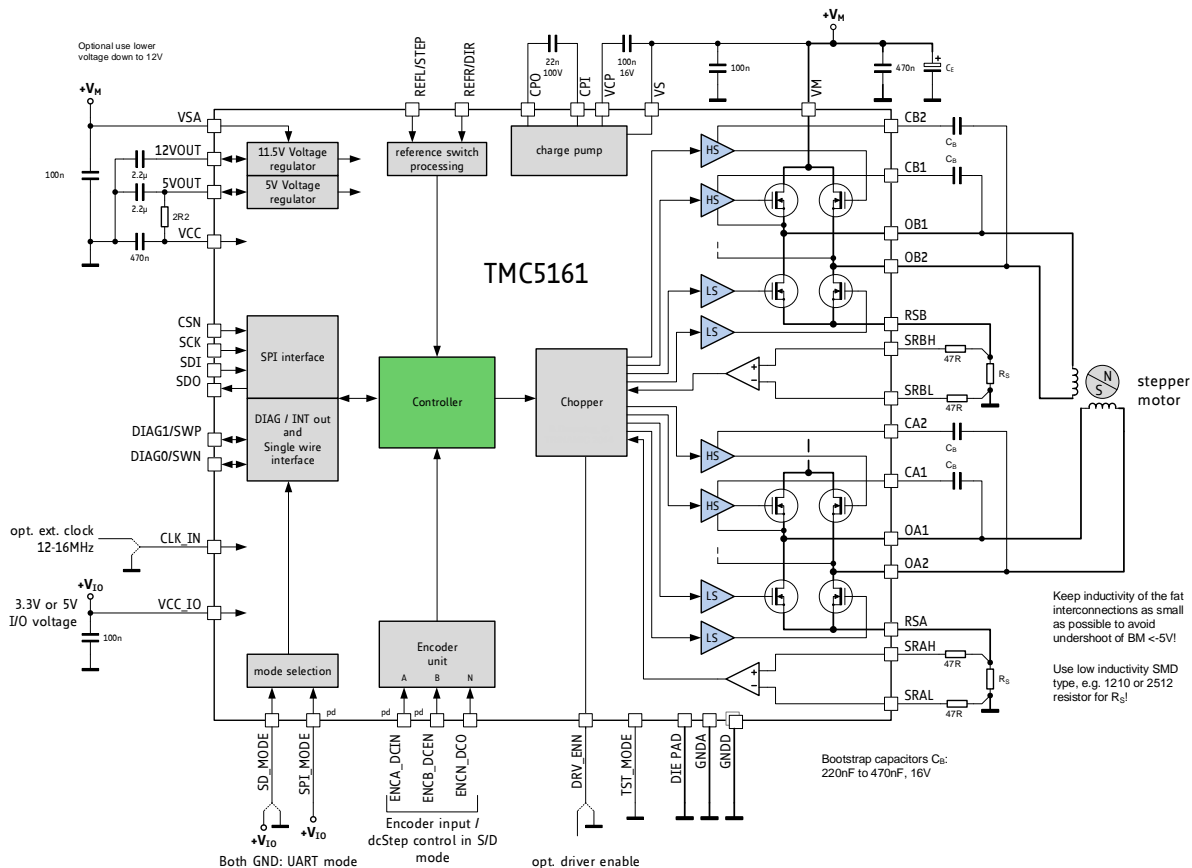 +VM
Optional use lower
voltage down to 12V
+VM
REFL/STEP
REFR/DIR
CPO
22n
100V
CPI
VCP
100n
16V
VS
100n
VM
470n
+
CE
VSA
12VOUT
5VOUT
VCC
100n
2.2µ
2.2µ
2R2
470n
11.5V Voltage
regulator
5V Voltage
regulator
reference switch
processing
charge pump
TMC5161
HS
HS
LS
LS
CB2
CB
CB
CB1
OB1
OB2
RSB
SRBH
47R
RS
SRBL
47R
+
-
N
S
stepper
motor
CSN
SCK
SDI
SDO
SPI interface
DIAG1/SWP
DIAG0/SWN
DIAG / INT out
and
Single wire
interface
Controller
Chopper
HS
HS
LS
LS
CA2
CB
CB
CA1
OA1
OA2
RSA
SRAH
47R
RS
SRAL
47R
+
-
opt. ext. clock
12-16MHz
CLK_IN
+VIO
3.3V or 5V
I/O voltage
VCC_IO
100n
Keep inductivity of the fat
interconnections as small
as possible to avoid
undershoot of BM <-5V!
Use low inductivity SMD
type, e.g. 1210 or 2512
resistor for RS!
mode selection
Encoder
unit
A
B
N
pd
pd
pd
SD_MODE
SPI_MODE
ENCA_DCIN
ENCB_DCEN
ENCN_DCO
DRV_ENN
TST_MODE
DIE PAD
GNDA
GNDD
Bootstrap capacitors CB:
220nF to 470nF, 16V
+VIO
+VIO
Both GND: UART mode
Encoder input /
dcStep control in S/D
mode
opt. driver enable